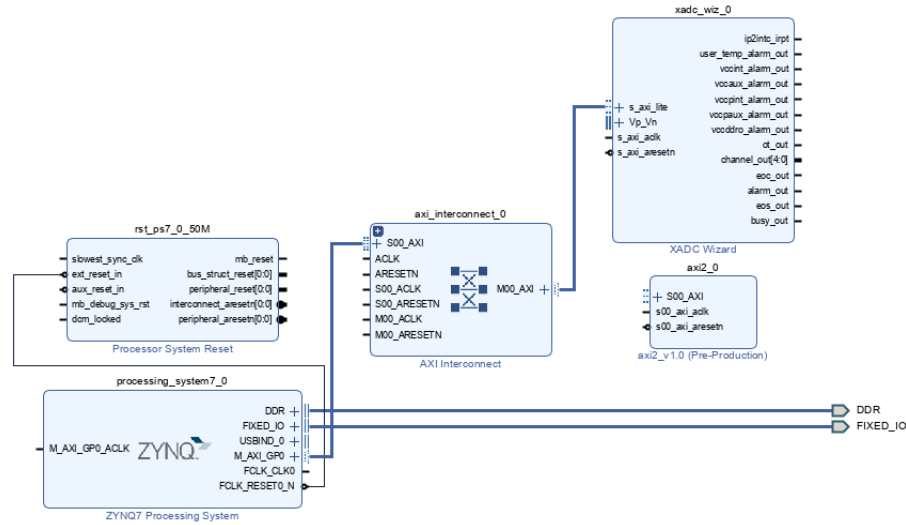 xadc_wiz_0
ip2intc_irpt
user_temp_alarm_out
vccint_alarm_out
vccaux_alarm_out
vccpint_alarm_out
vccpaux_alarm_out
vccddro_alarm_out
ot_out
channel_out[4:0]
eoc_out
alarm_out
eos_out
busy_out
s_axi_lite
Vp_Vn
s_axi_aclk
s_axi_aresetn
XADC Wizard
axi_interconnect_0
S00_AXI
ACLK
ARESETN
S00_ACLK
S00_ARESETN
M00_ACLK
M00_ARESETN
M00_AXI
AXI Interconnect
rst_ps7_0_50M
slowest_sync_clk
ext_reset_in
aux_reset_in
mb_debug_sys_rst
dcm_locked
mb_reset
bus_struct_reset[0:0]
peripheral_reset[0:0]
interconnect_aresetn[0:0]
peripheral_aresetn[0:0]
Processor System Reset
axi2_0
S00_AXI
s00_axi_aclk
s00_axi_aresetn
axi2_v1.0 (Pre-Production)
processing_system7_0
M_AXI_GP0_ACLK
ZYNQ
DDR
FIXED_IO
USBIND_0
M_AXI_GP0
FCLK_CLK0
FCLK_RESET0_N
ZYNQ7 Processing System
DDR
FIXED_IO